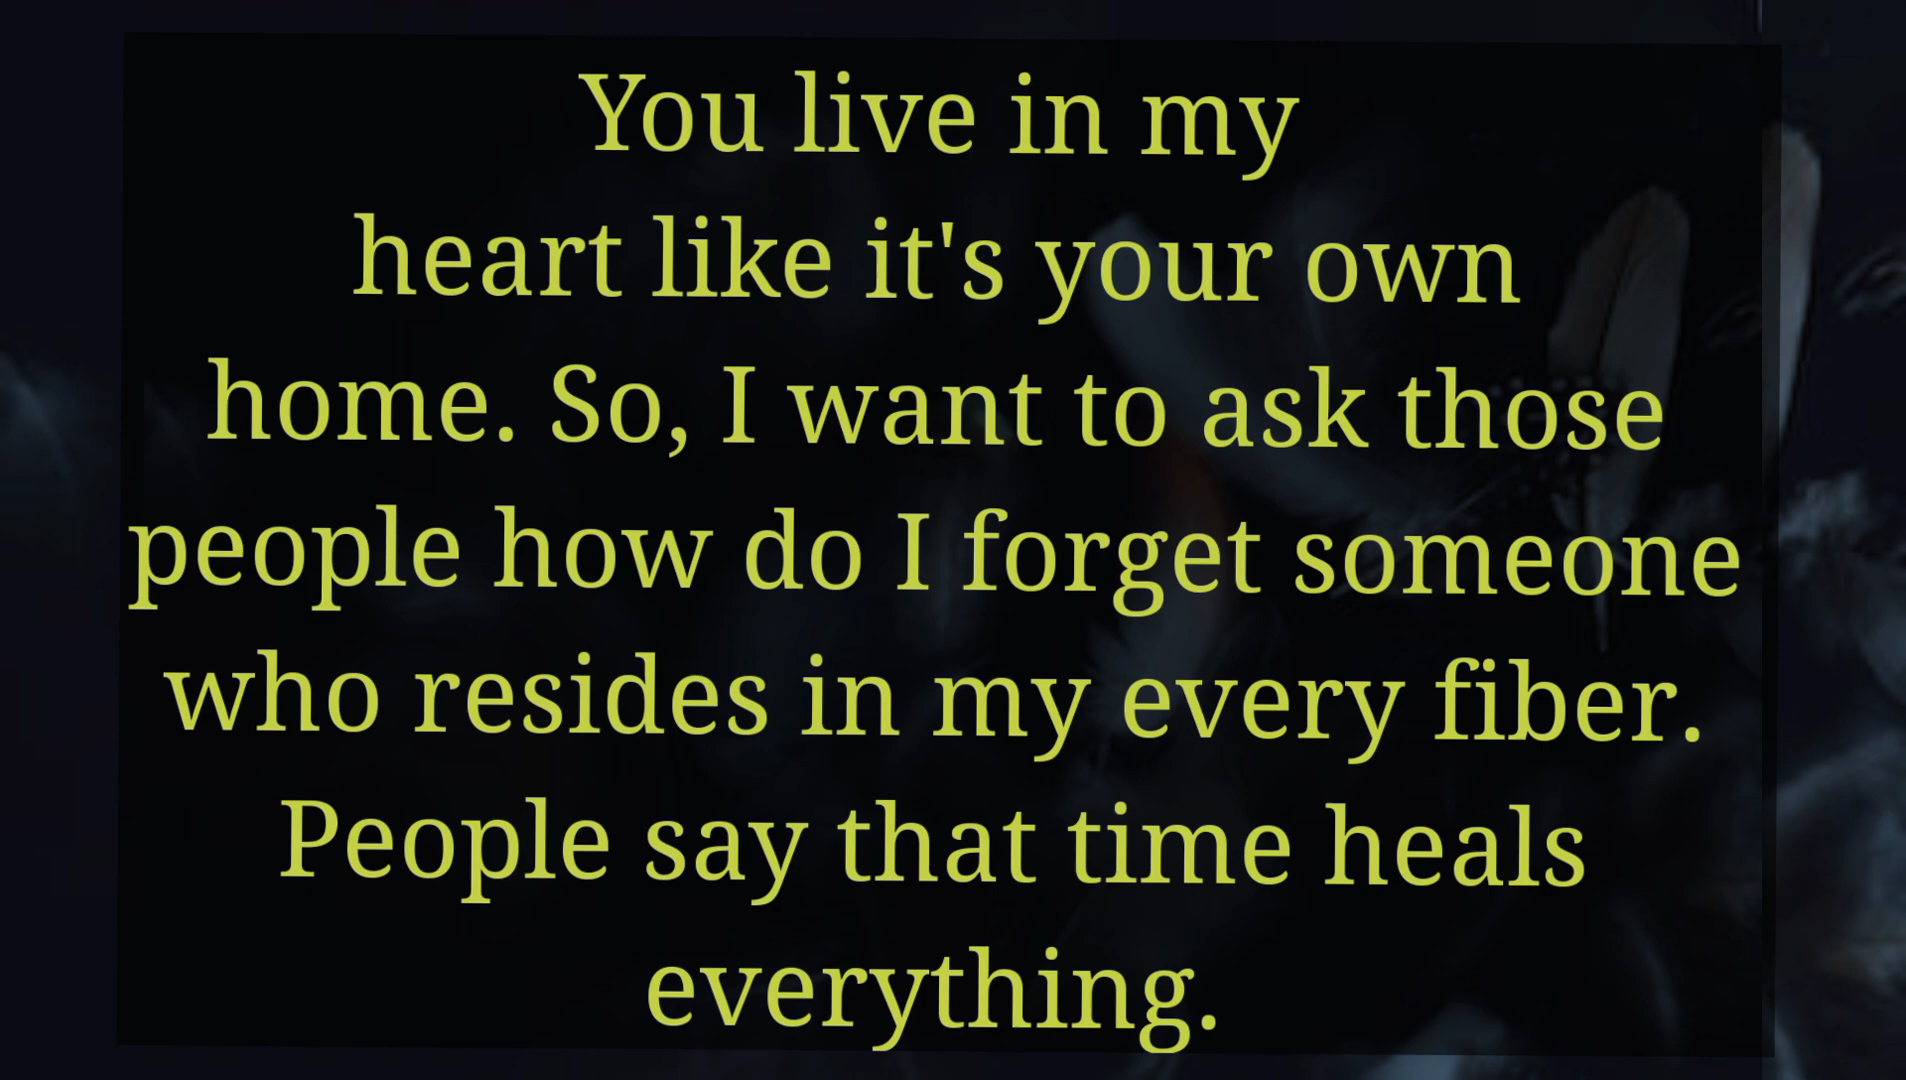 You live in my
heart like it's your own
home. So, I want to ask those
people how do I forget someone
who resides in my every fiber.
People say that time heals
everything.